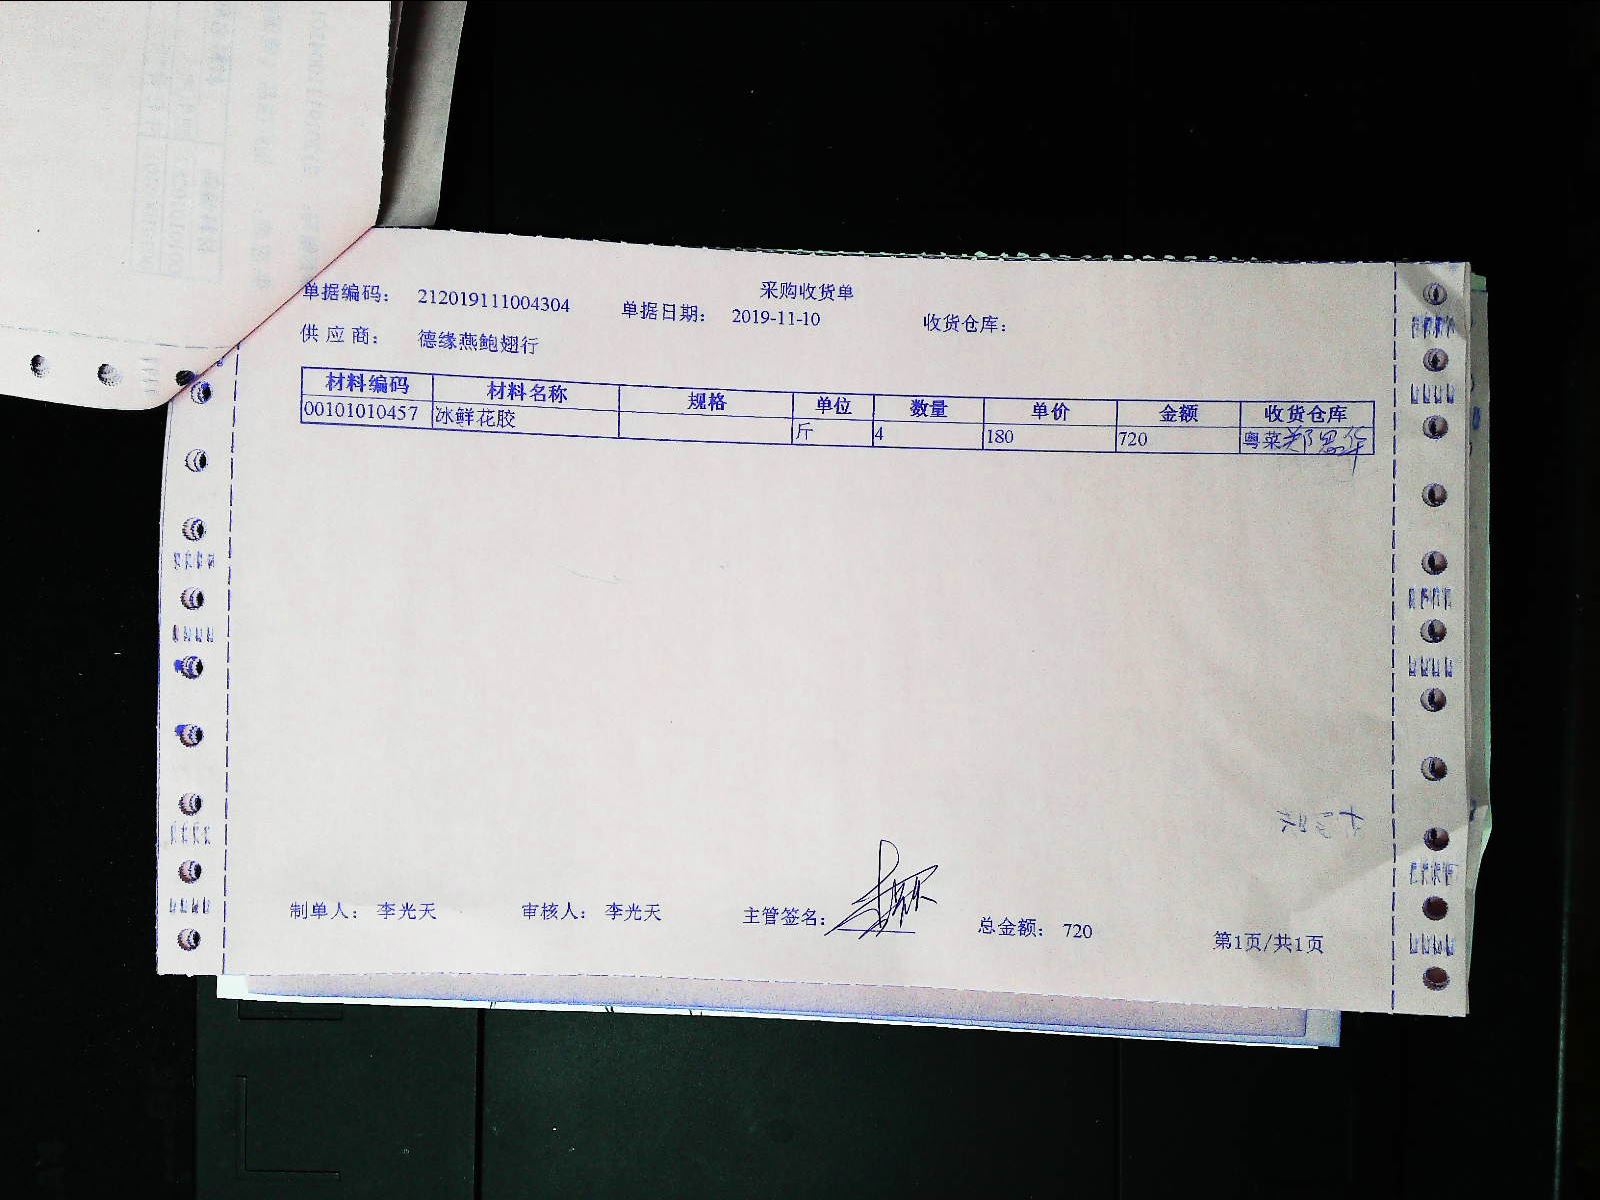 采购收货单
单据编码： 212019111004304 单据日期： 2019-11-10 收货仓库：
供 应 商： 德缘燕鲍翅行
材料编码 材料名称 规格 单位 数量 单价 金额 收货仓库
00101010457 冰鲜花胶 斤 4 180 720 粤菜
制单人： 李光天 审核人： 李光天 主管签名： 总金额： 720 第1页/共1页